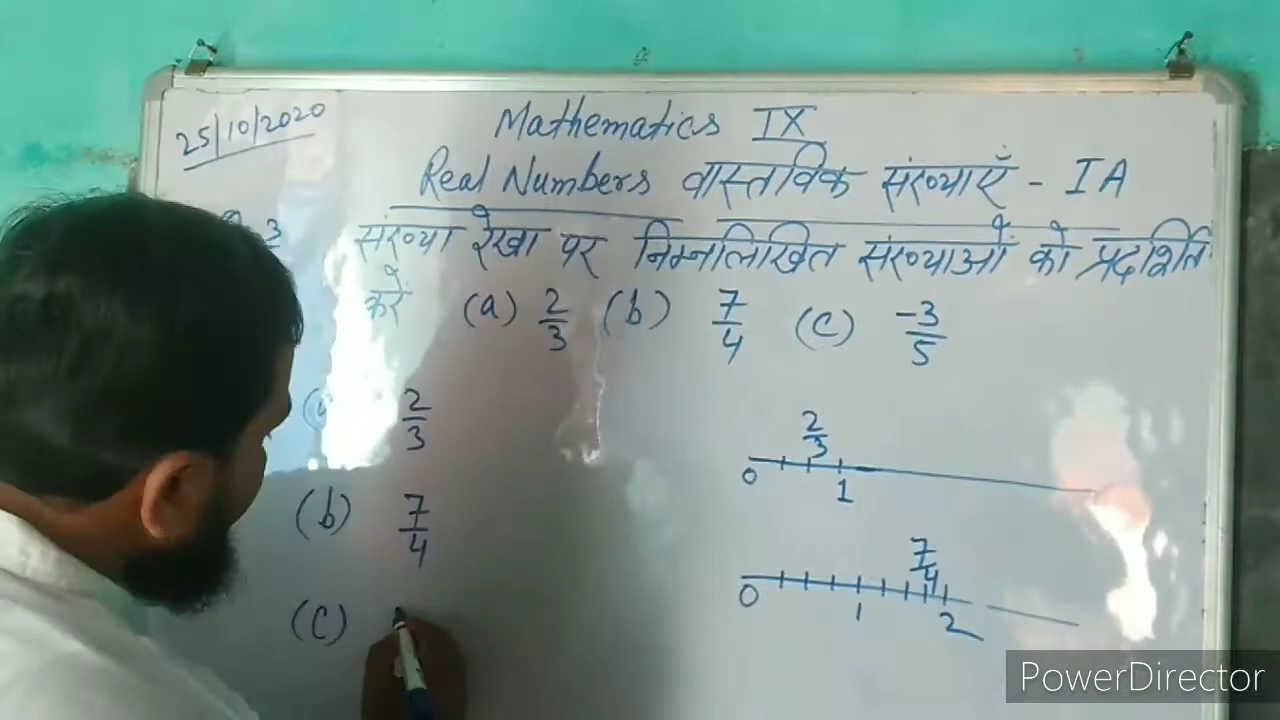 25/10/2020
Mathematics IX
Real Numbers वास्तविक संख्याएँ - I A
3 संख्या रेखा पर निम्नलिखित संख्याओं को प्रदर्शित
करें (a) 2/3 (b) 7/4 (c) -3/5
2/3
2/3
0 1
(b) 7/4
7/4
0 1 2
(c)
PowerDirector